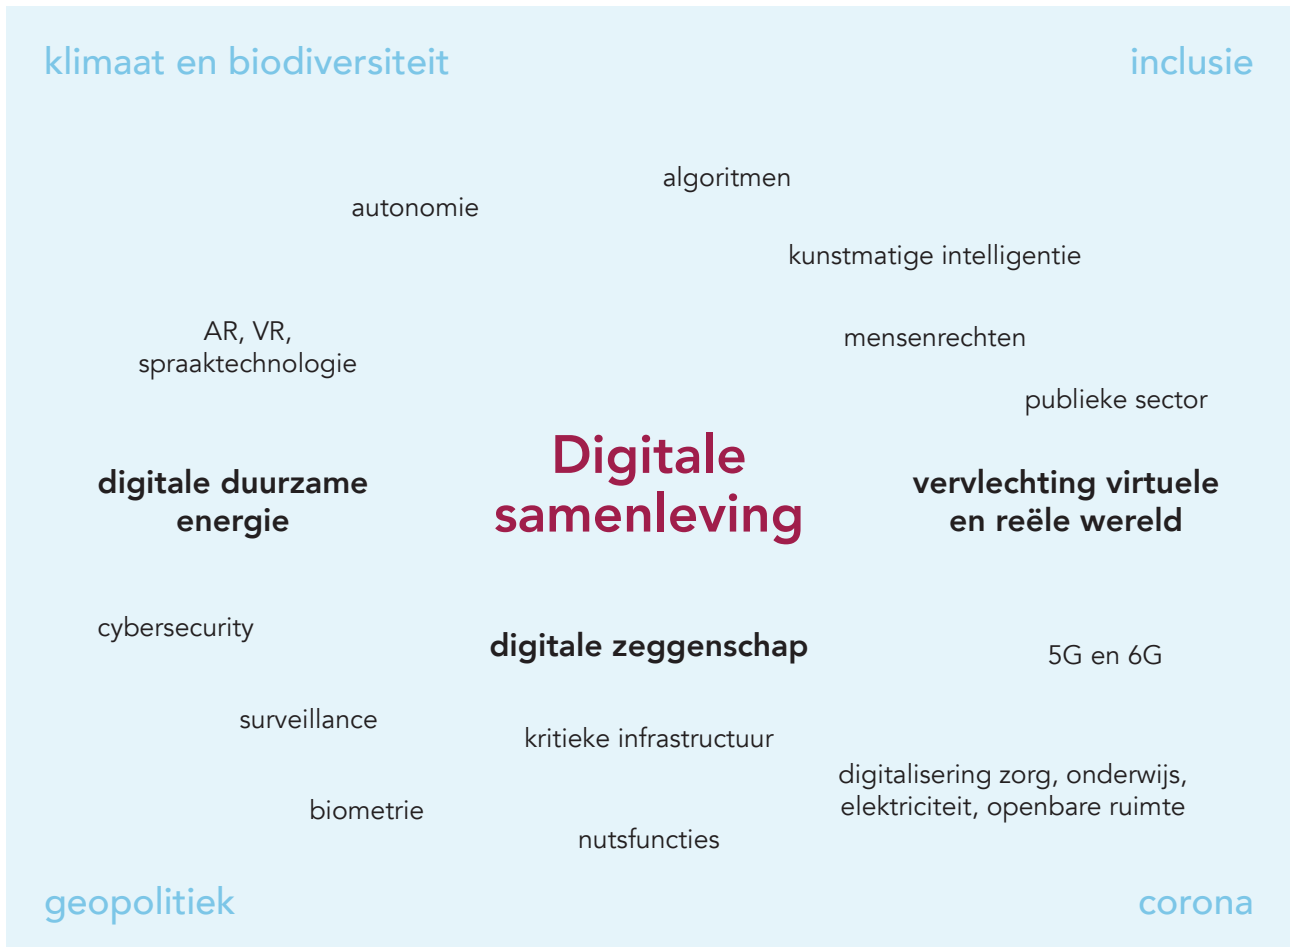 klimaat en biodiversiteit
inclusie
algoritmen
autonomie
kunstmatige intelligentie
AR, VR,
spraaktechnologie
mensenrechten
publieke sector
Digitale
samenleving
digitale duurzame
energie
vervlechting virtuele
en reële wereld
cybersecurity
digitale zeggenschap
5G en 6G
surveillance
kritieke infrastructuur
digitalisering zorg, onderwijs,
elektriciteit, openbare ruimte
biometrie
nutsfuncties
geopolitiek
corona